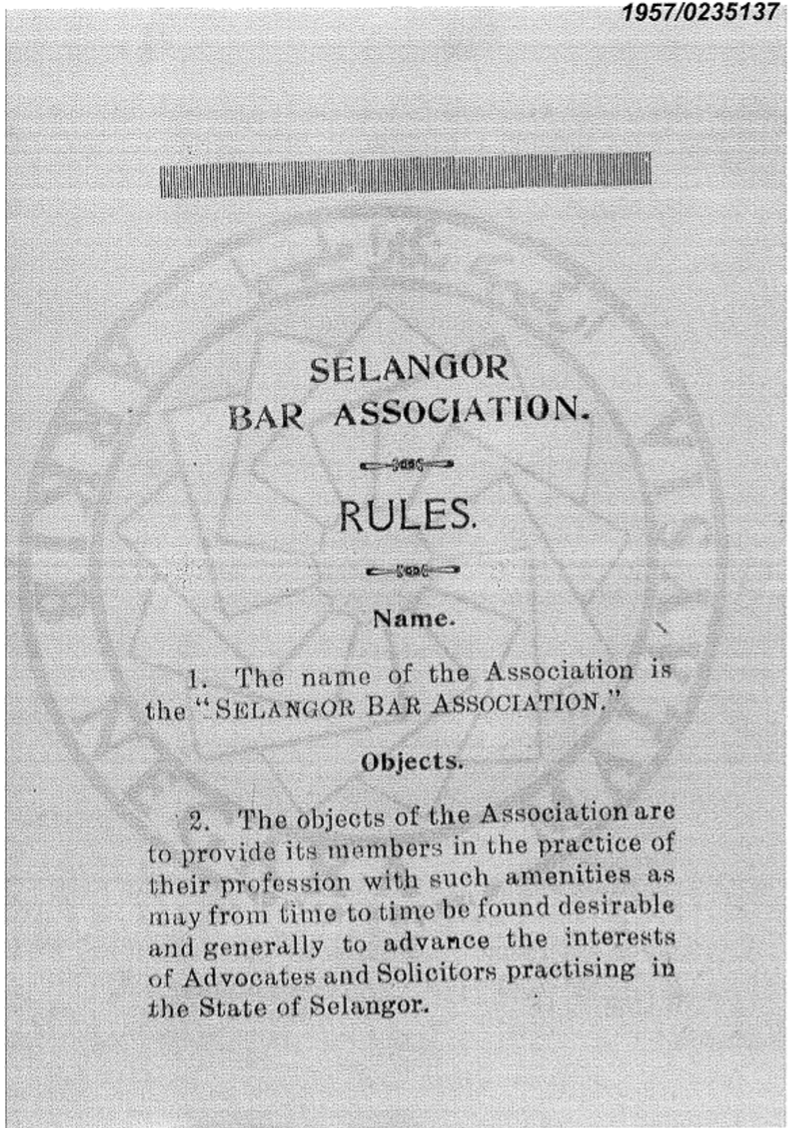 1957/0235137
SELANGOR
BAR ASSOCIATION.
RULES.
Name.
1. The name of the Association is
the "SELANGOR BAR ASSOCIATION."
Objects.
2. The objects of the Association are
to provide its members in the practice of
their profession with such amenities as
may from time to time be found desirable
and generally to advance the interests
of Advocates and Solicitors practising in
the State of Selangor.